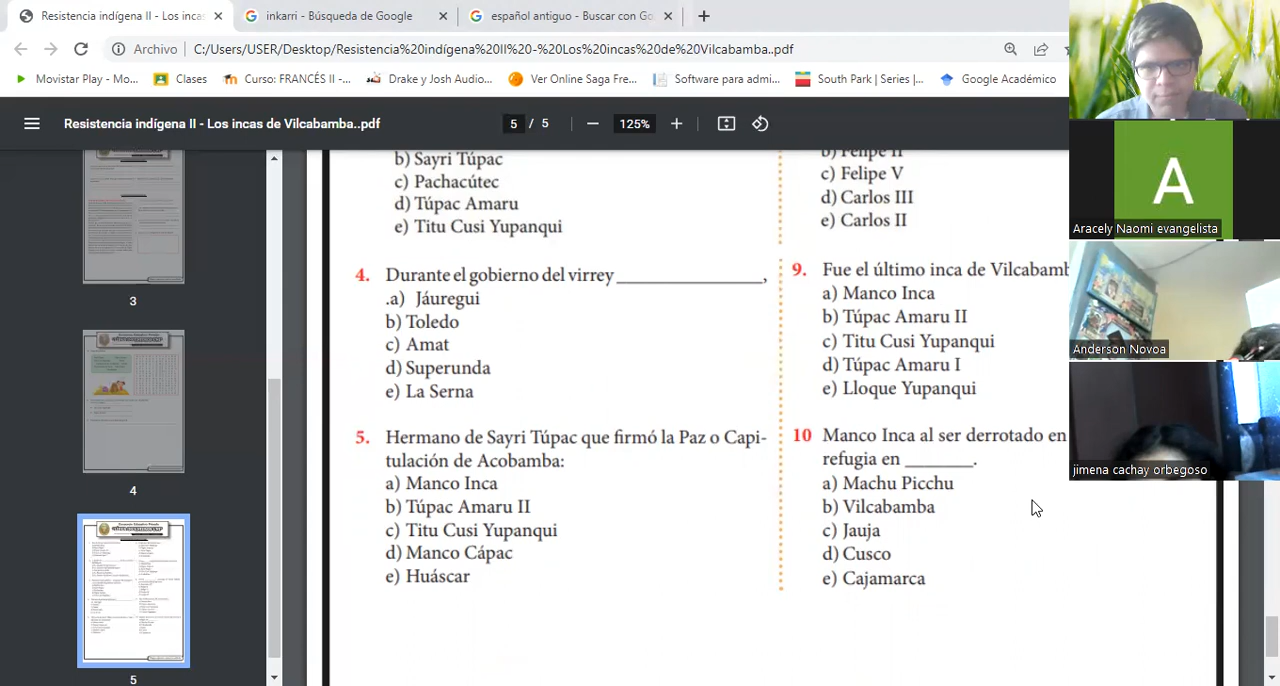 Resistencia indígena II - Los incas
inkarri - Búsqueda de Google
español antiguo - Buscar con Go
Archivo
C:/Users/USER/Desktop/Resistencia%20indígena%20II%20-%20Los%20incas%20de%20Vilcabamba..pdf
Movistar Play - Mo...
Clases
Curso: FRANCÉS II -...
Drake y Josh Audio...
Ver Online Saga Fre...
Software para admi...
South Park | Series |...
Google Académico
Resistencia indígena II - Los incas de Vilcabamba..pdf
5 / 5
125%
3
4
5
b) Sayri Túpac
c) Pachacútec
d) Túpac Amaru
e) Titu Cusi Yupanqui
4. Durante el gobierno del virrey ______________,
.a) Jáuregui
b) Toledo
c) Amat
d) Superunda
e) La Serna
5. Hermano de Sayri Túpac que firmó la Paz o Capi-
tulación de Acobamba:
a) Manco Inca
b) Túpac Amaru II
c) Titu Cusi Yupanqui
d) Manco Cápac
e) Huáscar
b) Felipe II
c) Felipe V
d) Carlos III
e) Carlos II
9. Fue el último inca de Vilcabamb
a) Manco Inca
b) Túpac Amaru II
c) Titu Cusi Yupanqui
d) Túpac Amaru I
e) Lloque Yupanqui
10 Manco Inca al ser derrotado en
refugia en _______.
a) Machu Picchu
b) Vilcabamba
c) Jauja
d) Cusco
e) Cajamarca
A
Aracely Naomi evangelista
Anderson Novoa
jimena cachay orbegoso